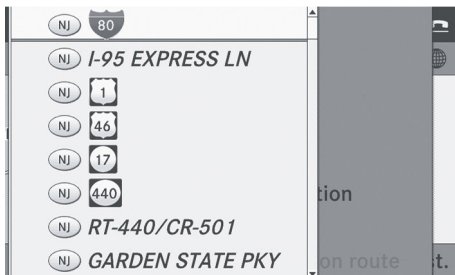 NJ 80
NJ I-95 EXPRESS LN
NJ 1
NJ 46
NJ 17
NJ 440
tion
NJ RT-440/CR-501
NJ GARDEN STATE PKY
on route st.